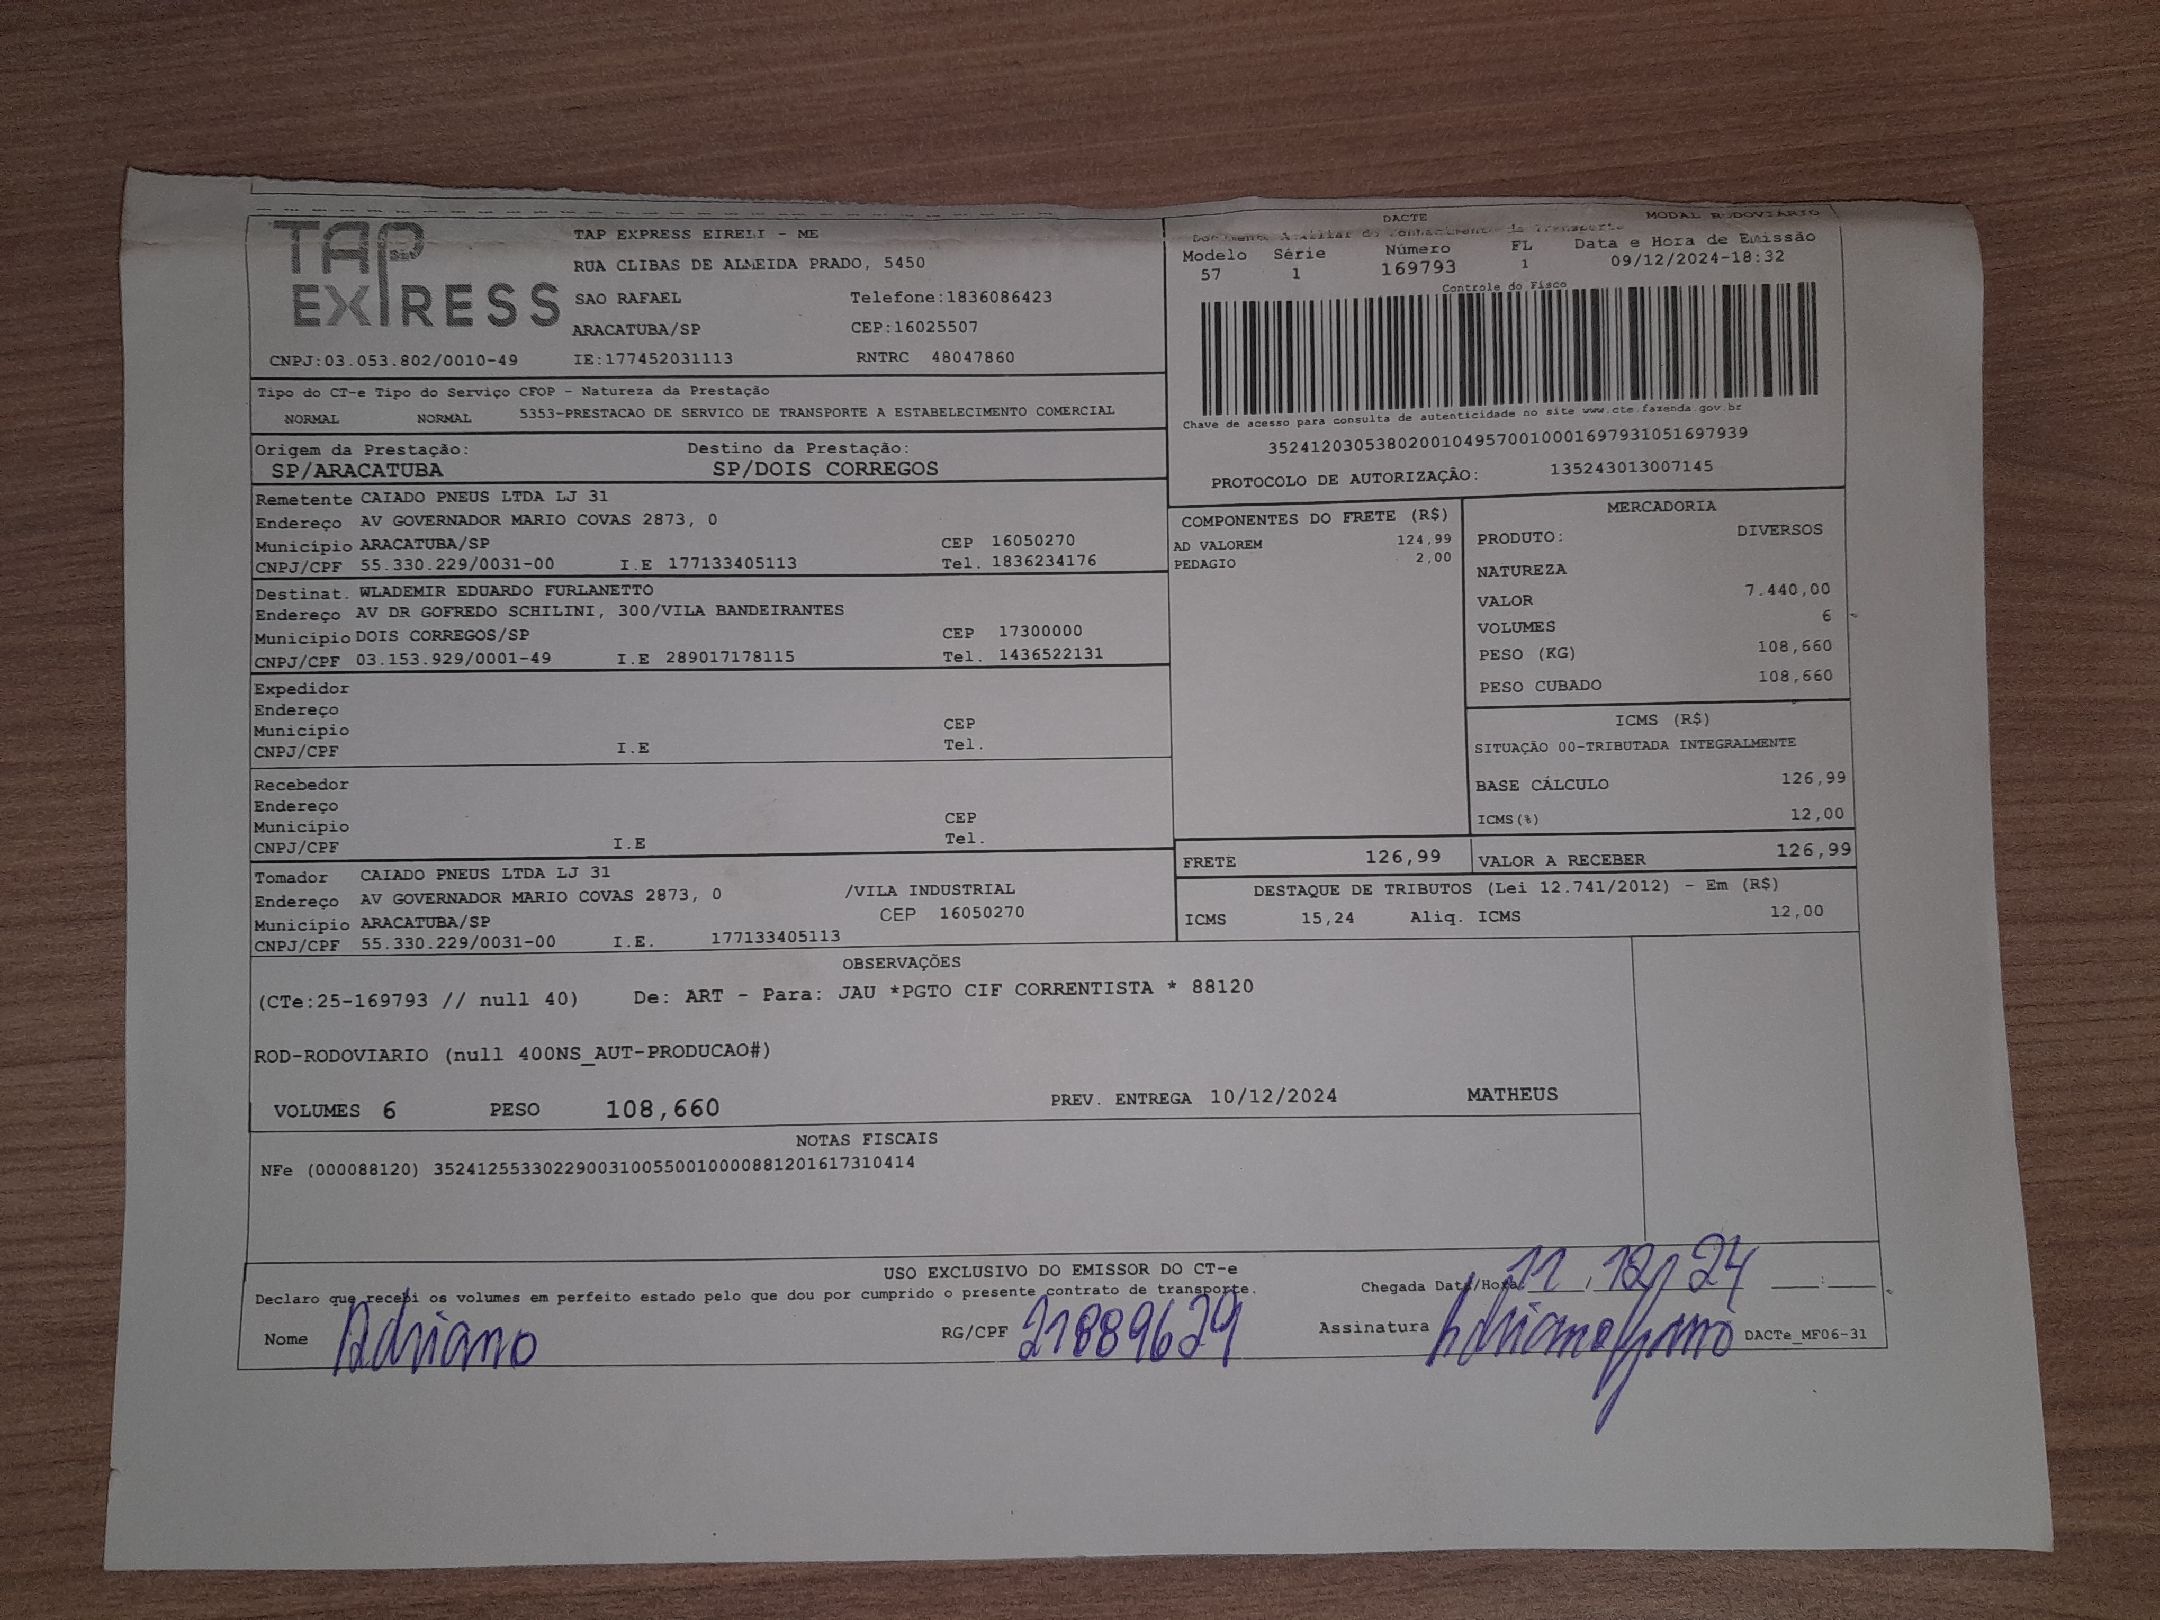 TAP
EXPRESS
TAP EXPRESS EIRELI - ME
RUA CLIBAS DE ALMEIDA PRADO, 5450
SAO RAFAEL Telefone:1836086423
ARACATUBA/SP CEP:16025507
CNPJ:03.053.802/0010-49 IE:177452031113 RNTRC 48047860
DACTE MODAL RODOVIARIO
Documento Auxiliar do Conhecimento de Transporte
Modelo Série Número FL Data e Hora de Emissão
57 1 169793 1 09/12/2024-18:32
Controle do Fisco
Chave de acesso para consulta de autenticidade no site www.cte.fazenda.gov.br
35241203053802001049570010001697931051697939
PROTOCOLO DE AUTORIZAÇÃO: 135243013007145
Tipo do CT-e Tipo do Serviço CFOP - Natureza da Prestação
NORMAL NORMAL 5353-PRESTACAO DE SERVICO DE TRANSPORTE A ESTABELECIMENTO COMERCIAL
Origem da Prestação: Destino da Prestação:
SP/ARACATUBA SP/DOIS CORREGOS
Remetente CAIADO PNEUS LTDA LJ 31
Endereço AV GOVERNADOR MARIO COVAS 2873, 0
Município ARACATUBA/SP CEP 16050270
CNPJ/CPF 55.330.229/0031-00 I.E 177133405113 Tel. 1836234176
Destinat. WLADEMIR EDUARDO FURLANETTO
Endereço AV DR GOFREDO SCHILINI, 300/VILA BANDEIRANTES
Município DOIS CORREGOS/SP CEP 17300000
CNPJ/CPF 03.153.929/0001-49 I.E 289017178115 Tel. 1436522131
Expedidor
Endereço
Município CEP
CNPJ/CPF I.E Tel.
Recebedor
Endereço
Município CEP
CNPJ/CPF I.E Tel.
Tomador CAIADO PNEUS LTDA LJ 31
Endereço AV GOVERNADOR MARIO COVAS 2873, 0 /VILA INDUSTRIAL
Município ARACATUBA/SP CEP 16050270
CNPJ/CPF 55.330.229/0031-00 I.E. 177133405113
COMPONENTES DO FRETE (R$)
AD VALOREM 124,99
PEDAGIO 2,00
MERCADORIA
PRODUTO: DIVERSOS
NATUREZA
VALOR 7.440,00
VOLUMES 6
PESO (KG) 108,660
PESO CUBADO 108,660
ICMS (R$)
SITUAÇÃO 00-TRIBUTADA INTEGRALMENTE
BASE CÁLCULO 126,99
ICMS(%) 12,00
FRETE 126,99 VALOR A RECEBER 126,99
DESTAQUE DE TRIBUTOS (Lei 12.741/2012) - Em (R$)
ICMS 15,24 Aliq. ICMS 12,00
OBSERVAÇÕES
(CTe:25-169793 // null 40) De: ART - Para: JAU *PGTO CIF CORRENTISTA * 88120
ROD-RODOVIARIO (null 400NS_AUT-PRODUCAO#)
VOLUMES 6 PESO 108,660 PREV. ENTREGA 10/12/2024 MATHEUS
NOTAS FISCAIS
NFe (000088120) 35241255330229003100550010000881201617310414
USO EXCLUSIVO DO EMISSOR DO CT-e
Declaro que recebi os volumes em perfeito estado pelo que dou por cumprido o presente contrato de transporte. Chegada Data/Hora: 11 / 12 / 24 __:__
Nome Adriano RG/CPF 21889629 Assinatura DACTe_MF06-31